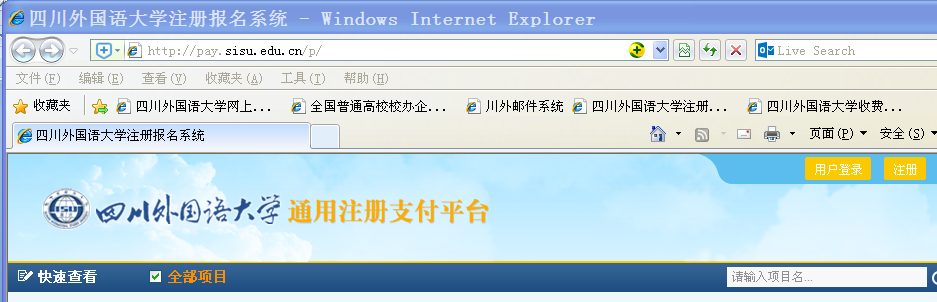 四川外国语大学注册报名系统 - Windows Internet Explorer
http://pay.sisu.edu.cn/p/
Live Search
文件(F) 编辑(E) 查看(V) 收藏夹(A) 工具(T) 帮助(H)
收藏夹 四川外国语大学网上... 全国普通高校校办企... 川外邮件系统 四川外国语大学注册... 四川外国语大学收费...
四川外国语大学注册报名系统 页面(P) 安全(S)
用户登录 注册
SISU 四川外国语大学 通用注册支付平台
快速查看 全部项目 请输入项目名...